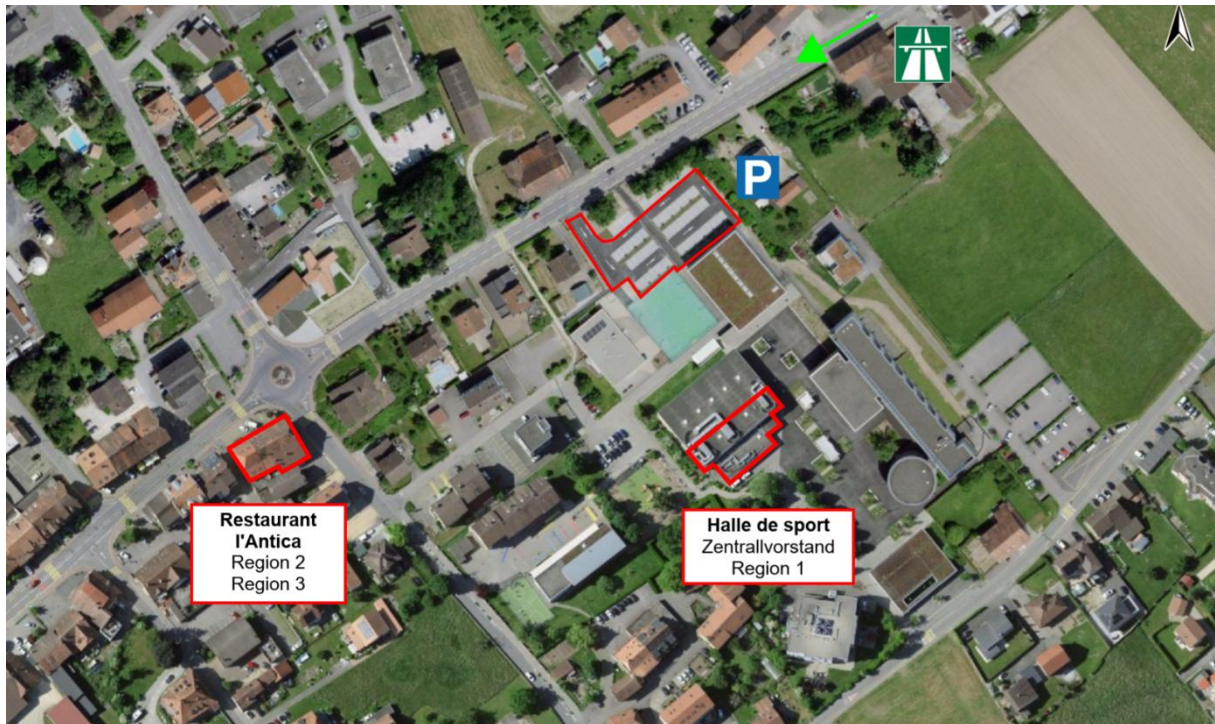 P
Restaurant
l'Antica
Region 2
Region 3
Halle de sport
Zentrallvorstand
Region 1